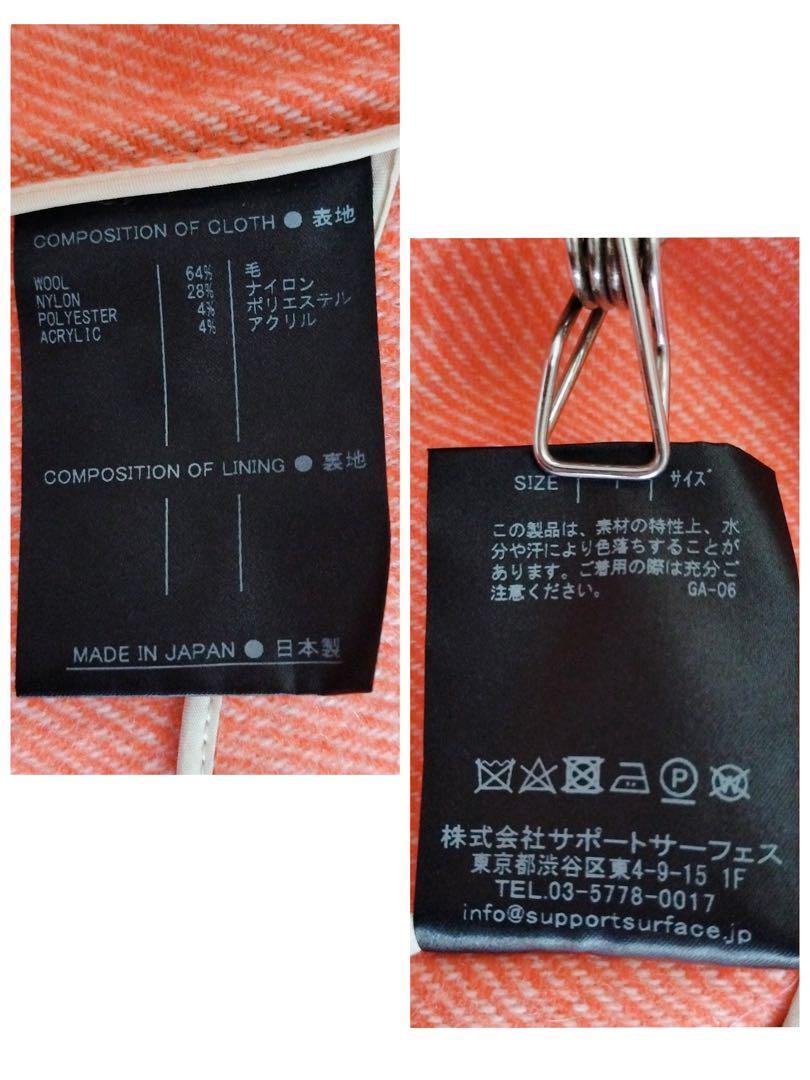 COMPOSITION OF CLOTH ● 表地
WOOL 64% 毛
NYLON 28% ナイロン
POLYESTER 4% ポリエステル
ACRYLIC 4% アクリル
COMPOSITION OF LINING ● 裏地
MADE IN JAPAN ● 日本製
SIZE サイズ
この製品は、素材の特性上、水
分や汗により色落ちすることが
あります。ご着用の際は充分ご
注意ください。 GA-06
P W
株式会社サポートサーフェス
東京都渋谷区東4-9-15 1F
TEL.03-5778-0017
info@supportsurface.jp